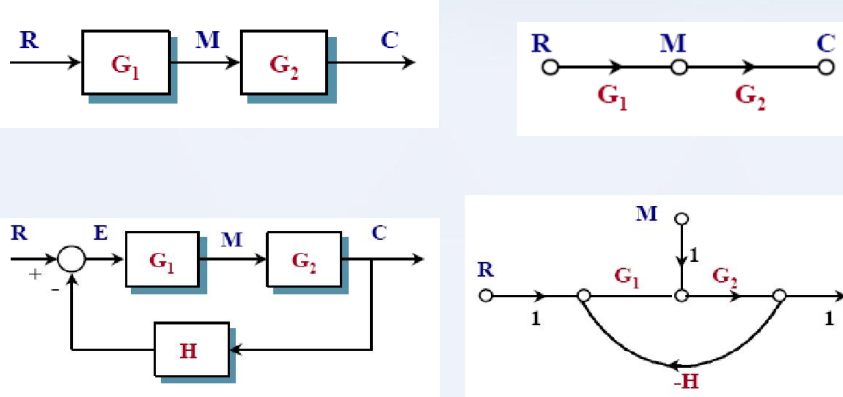 R M C
G₁ G₂
R M C
G₁ G₂
R E M C
+ G₁ G₂
-
H
M
1
R G₁ G₂
1 1
-H